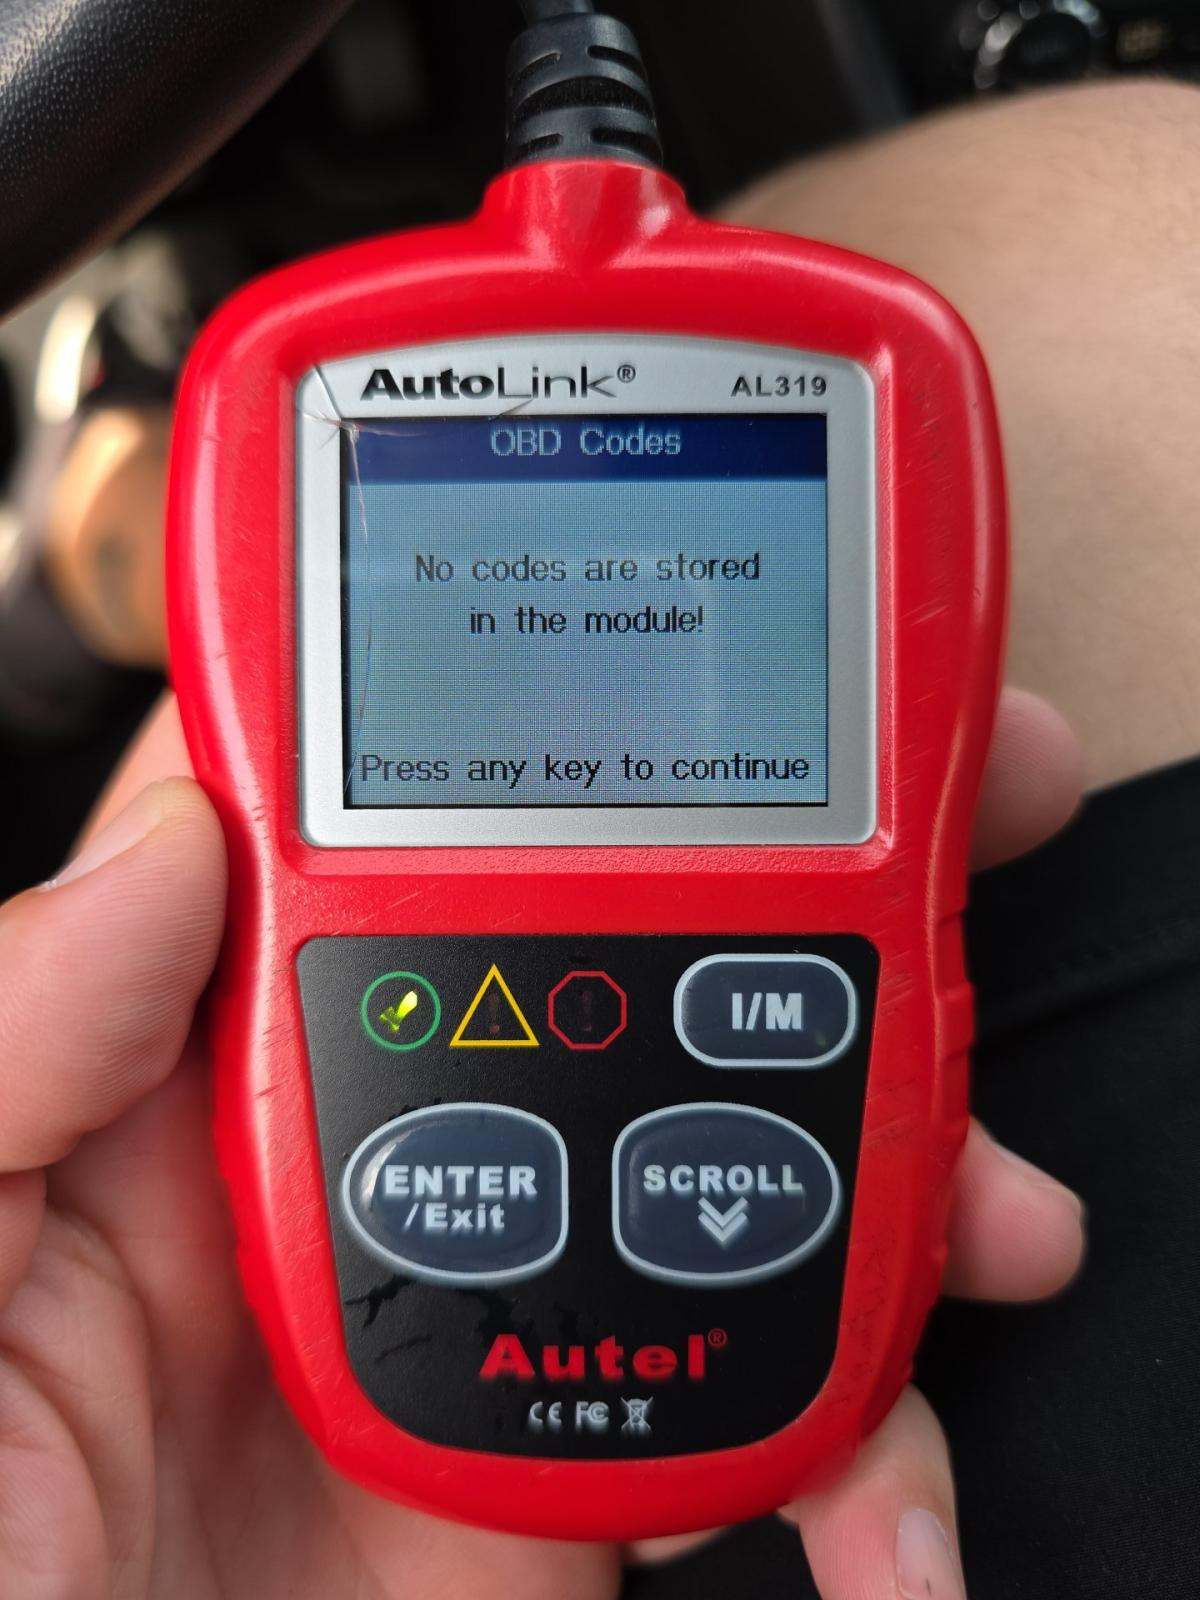 AutoLink® AL319
OBD Codes
No codes are stored
in the module!
Press any key to continue
I/M
ENTER
/Exit
SCROLL
Autel®
CE FC